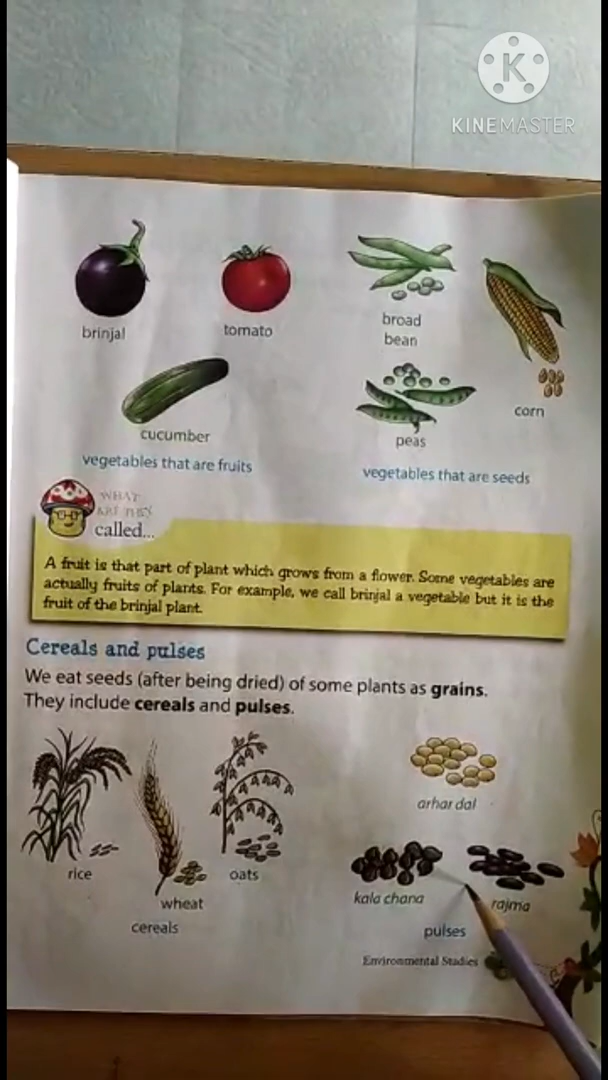 KINEMASTER
brinjal
tomato
broad
bean
corn
cucumber
peas
vegetables that are fruits
vegetables that are seeds
WHAT
ARE THEY
called...
A fruit is that part of plant which grows from a flower. Some vegetables are
actually fruits of plants. For example, we call brinjal a vegetable but it is the
fruit of the brinjal plant.
Cereals and pulses
We eat seeds (after being dried) of some plants as grains.
They include cereals and pulses.
arhar dal
rice
oats
wheat
cereals
kala chana
rajma
pulses
Environmental Studies